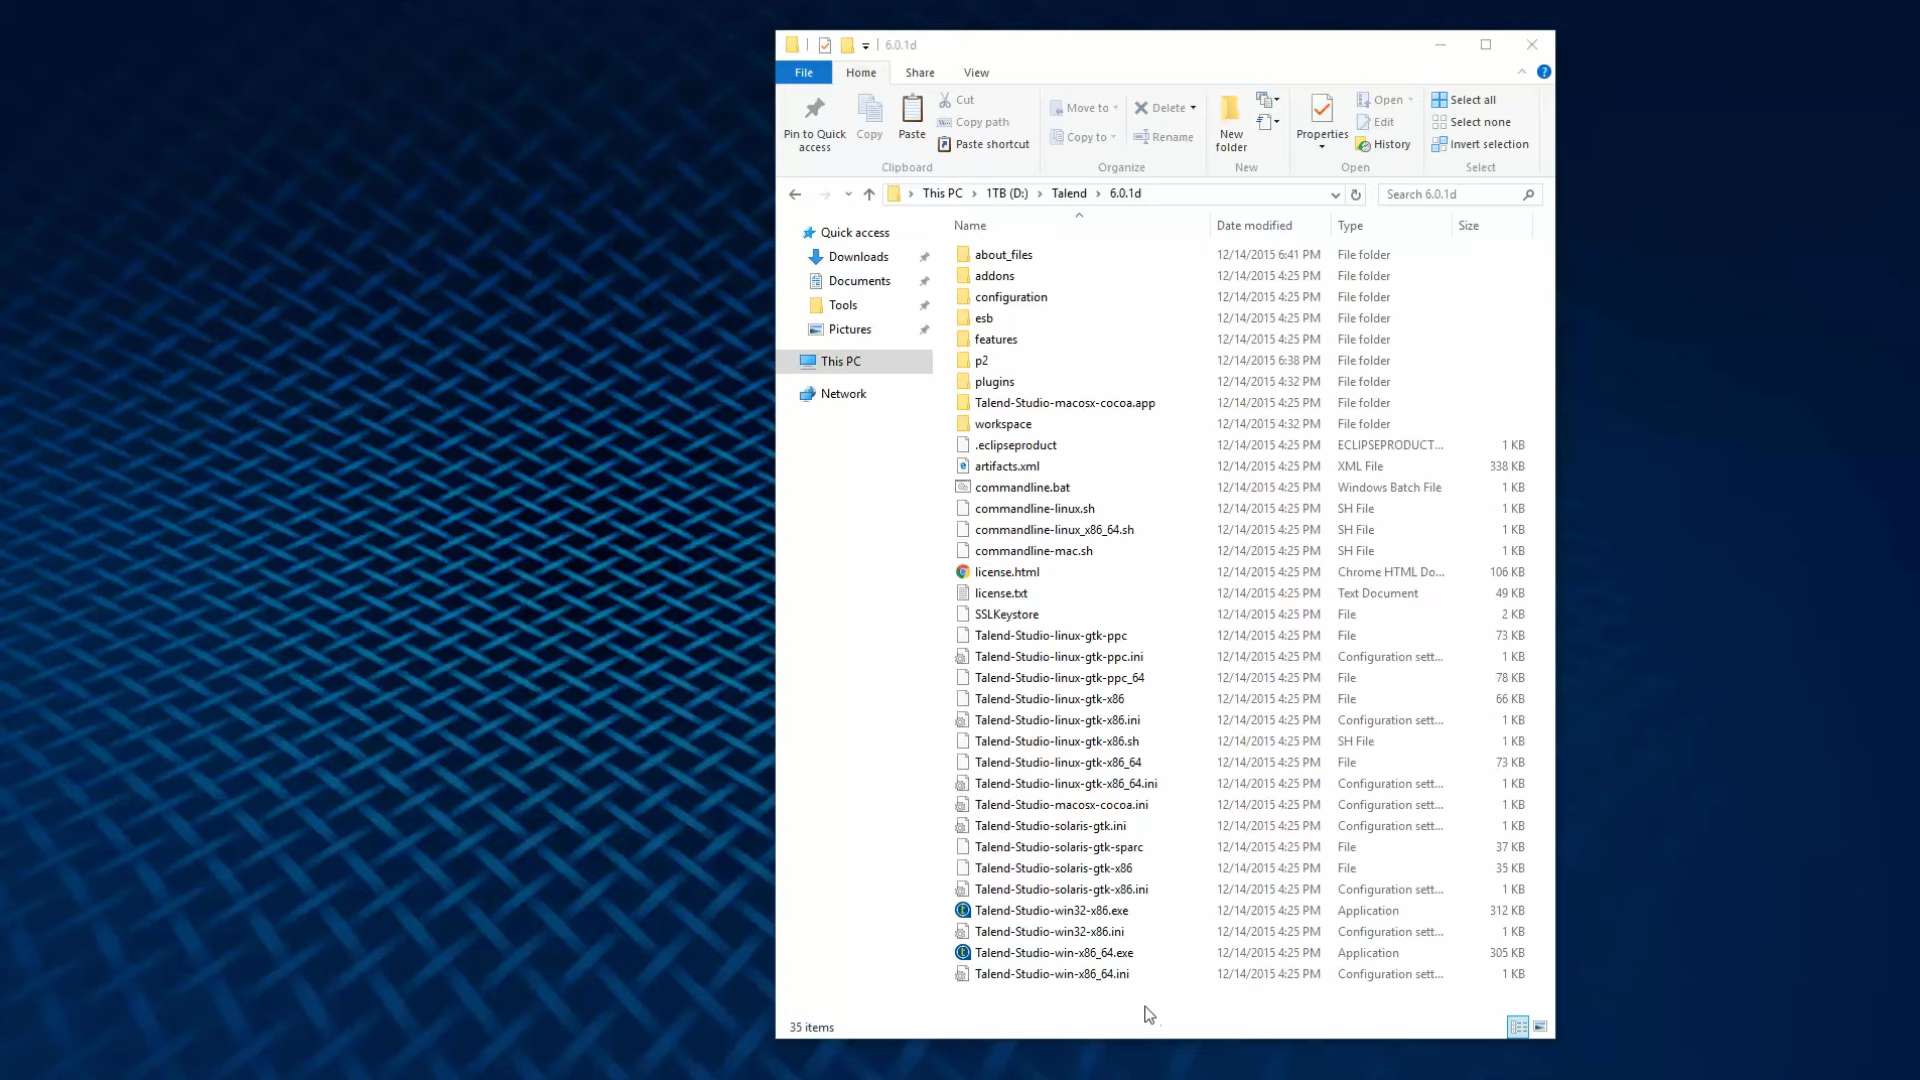 6.0.1d
File Home Share View
Pin to Quick access
Copy
Paste
Cut
Copy path
Paste shortcut
Clipboard
Move to
Copy to
Delete
Rename
Organize
New folder
New
Properties
Open
Edit
History
Open
Select all
Select none
Invert selection
Select
This PC > 1TB (D:) > Talend > 6.0.1d
Search 6.0.1d
Quick access
Downloads
Documents
Tools
Pictures
This PC
Network
Name Date modified Type Size
about_files 12/14/2015 6:41 PM File folder
addons 12/14/2015 4:25 PM File folder
configuration 12/14/2015 4:25 PM File folder
esb 12/14/2015 4:25 PM File folder
features 12/14/2015 4:25 PM File folder
p2 12/14/2015 6:38 PM File folder
plugins 12/14/2015 4:32 PM File folder
Talend-Studio-macosx-cocoa.app 12/14/2015 4:25 PM File folder
workspace 12/14/2015 4:32 PM File folder
.eclipseproduct 12/14/2015 4:25 PM ECLIPSEPRODUCT... 1 KB
artifacts.xml 12/14/2015 4:25 PM XML File 338 KB
commandline.bat 12/14/2015 4:25 PM Windows Batch File 1 KB
commandline-linux.sh 12/14/2015 4:25 PM SH File 1 KB
commandline-linux_x86_64.sh 12/14/2015 4:25 PM SH File 1 KB
commandline-mac.sh 12/14/2015 4:25 PM SH File 1 KB
license.html 12/14/2015 4:25 PM Chrome HTML Do... 106 KB
license.txt 12/14/2015 4:25 PM Text Document 49 KB
SSLKeystore 12/14/2015 4:25 PM File 2 KB
Talend-Studio-linux-gtk-ppc 12/14/2015 4:25 PM File 73 KB
Talend-Studio-linux-gtk-ppc.ini 12/14/2015 4:25 PM Configuration sett... 1 KB
Talend-Studio-linux-gtk-ppc_64 12/14/2015 4:25 PM File 78 KB
Talend-Studio-linux-gtk-x86 12/14/2015 4:25 PM File 66 KB
Talend-Studio-linux-gtk-x86.ini 12/14/2015 4:25 PM Configuration sett... 1 KB
Talend-Studio-linux-gtk-x86.sh 12/14/2015 4:25 PM SH File 1 KB
Talend-Studio-linux-gtk-x86_64 12/14/2015 4:25 PM File 73 KB
Talend-Studio-linux-gtk-x86_64.ini 12/14/2015 4:25 PM Configuration sett... 1 KB
Talend-Studio-macosx-cocoa.ini 12/14/2015 4:25 PM Configuration sett... 1 KB
Talend-Studio-solaris-gtk.ini 12/14/2015 4:25 PM Configuration sett... 1 KB
Talend-Studio-solaris-gtk-sparc 12/14/2015 4:25 PM File 37 KB
Talend-Studio-solaris-gtk-x86 12/14/2015 4:25 PM File 35 KB
Talend-Studio-solaris-gtk-x86.ini 12/14/2015 4:25 PM Configuration sett... 1 KB
Talend-Studio-win32-x86.exe 12/14/2015 4:25 PM Application 312 KB
Talend-Studio-win32-x86.ini 12/14/2015 4:25 PM Configuration sett... 1 KB
Talend-Studio-win-x86_64.exe 12/14/2015 4:25 PM Application 305 KB
Talend-Studio-win-x86_64.ini 12/14/2015 4:25 PM Configuration sett... 1 KB
35 items